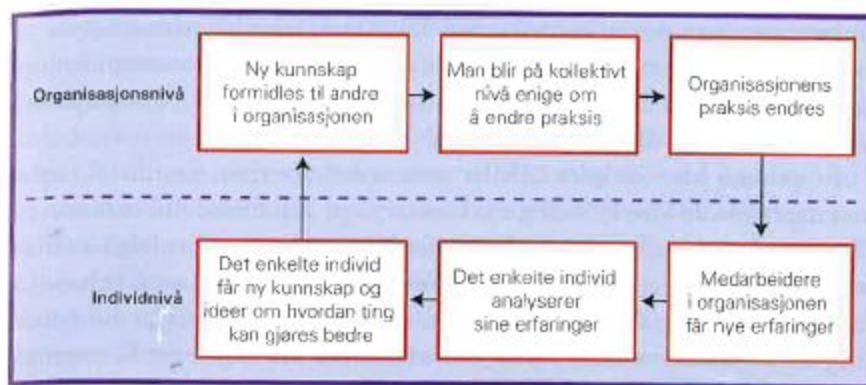 Organisasjonsnivå
Ny kunnskap
formidles til andre
i organisasjonen
Man blir på kollektivt
nivå enige om
å endre praksis
Organisasjonens
praksis endres
Individnivå
Det enkelte individ
får ny kunnskap og
ideer om hvordan ting
kan gjøres bedre
Det enkelte individ
analyserer
sine erfaringer
Medarbeidere
i organisasjonen
får nye erfaringer